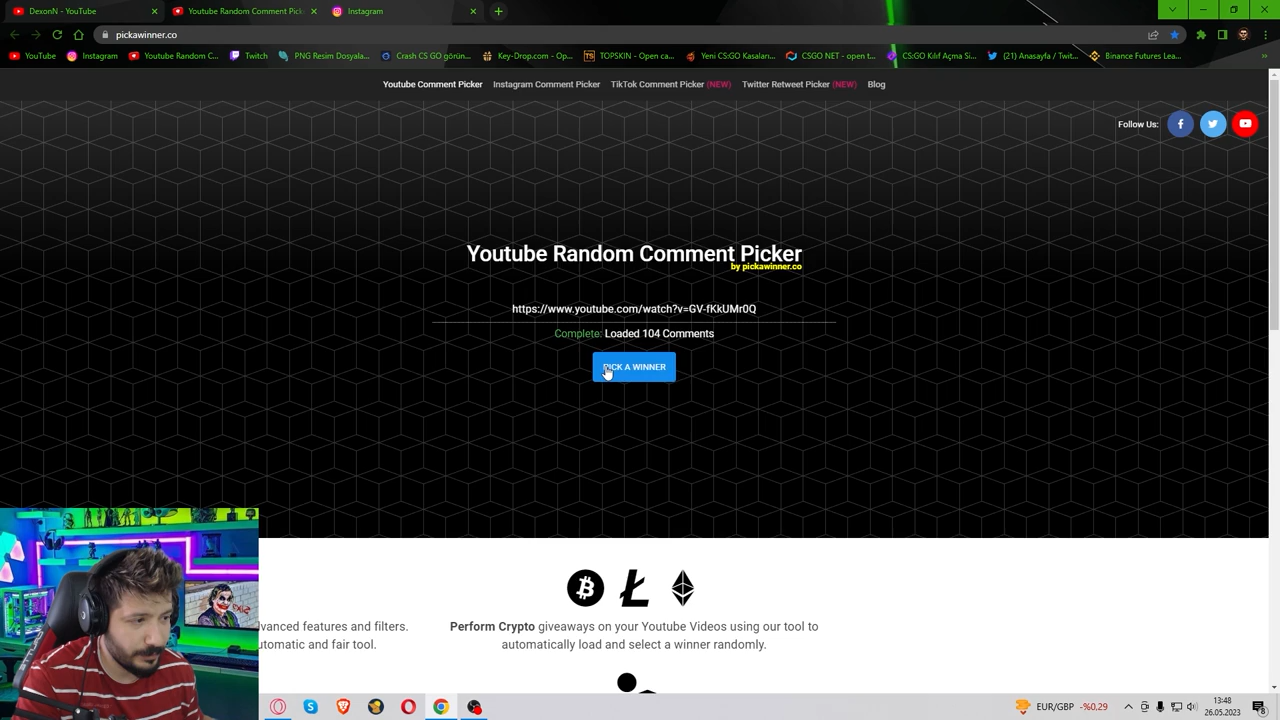 DexonN - YouTube
Youtube Random Comment Pick
Instagram
pickawinner.co
YouTube
Instagram
Youtube Random C...
Twitch
PNG Resim Dosyala...
Crash CS GO görün...
Key-Drop.com - Op...
TOPSKIN - Open ca...
Yeni CS:GO Kasaları...
CSGO NET - open t...
CS:GO Kılıf Açma Si...
(21) Anasayfa / Twit...
Binance Futures Lea...
Youtube Comment Picker
Instagram Comment Picker
TikTok Comment Picker (NEW)
Twitter Retweet Picker (NEW)
Blog
Follow Us:
Youtube Random Comment Picker
by pickawinner.co
https://www.youtube.com/watch?v=GV-fKkUMr0Q
Complete: Loaded 104 Comments
PICK A WINNER
vanced features and filters.
utomatic and fair tool.
Perform Crypto giveaways on your Youtube Videos using our tool to
automatically load and select a winner randomly.
EUR/GBP -%0,29
13:48
26.05.2023
8